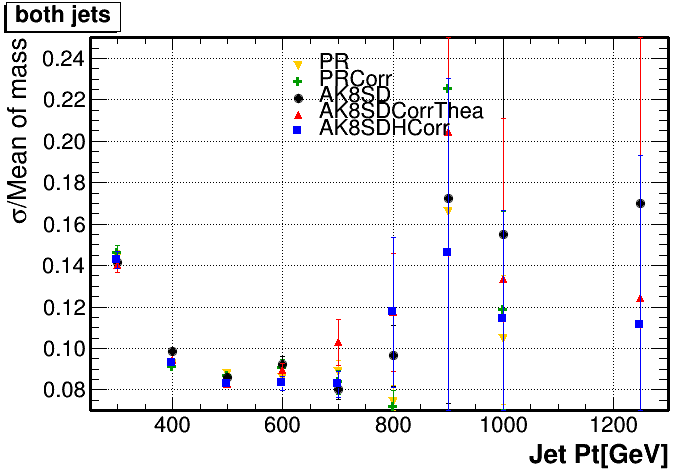 both jets
σ/Mean of mass
0.24
0.22
0.20
0.18
0.16
0.14
0.12
0.10
0.08
PR
PRCorr
AK8SD
AK8SDCorrThea
AK8SDHCorr
400 600 800 1000 1200
Jet Pt[GeV]